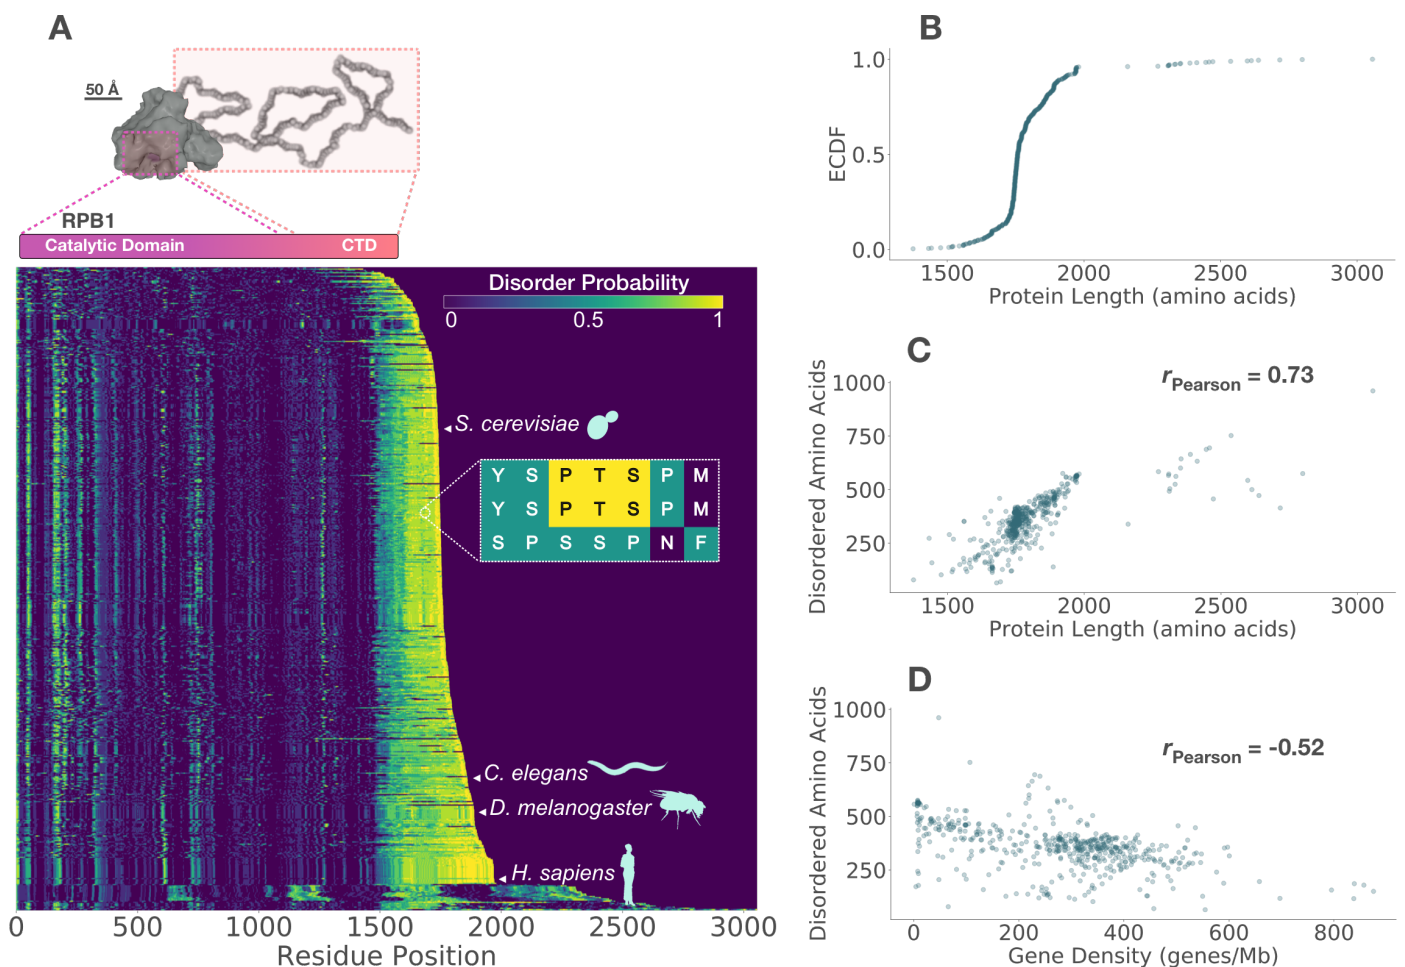 A
50 Å
RPB1
Catalytic Domain CTD
Disorder Probability
0 0.5 1
S. cerevisiae
Y S P T S P M
Y S P T S P M
S P S S P N F
C. elegans
D. melanogaster
H. sapiens
0 500 1000 1500 2000 2500 3000
Residue Position
B
1.0
0.5
0.0
ECDF
1500 2000 2500 3000
Protein Length (amino acids)
C
rPearson = 0.73
1000
750
500
250
Disordered Amino Acids
1500 2000 2500 3000
Protein Length (amino acids)
D
rPearson = -0.52
1000
750
500
250
Disordered Amino Acids
0 200 400 600 800
Gene Density (genes/Mb)